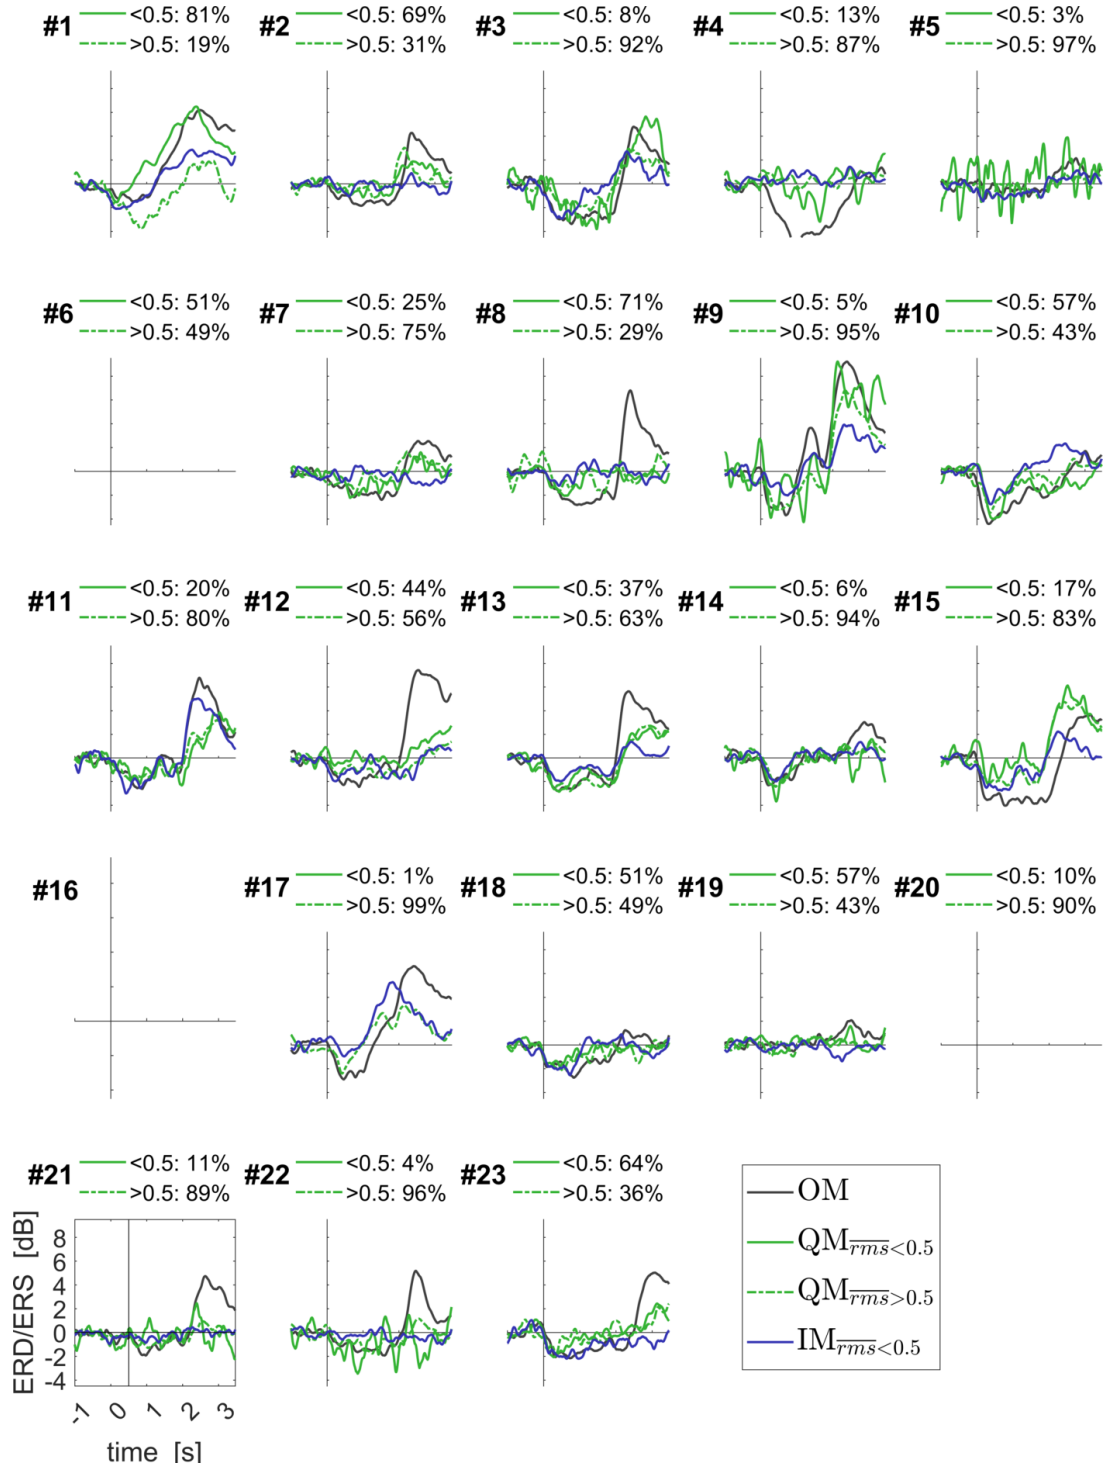 #1 <0.5: 81%
>0.5: 19%
#2 <0.5: 69%
>0.5: 31%
#3 <0.5: 8%
>0.5: 92%
#4 <0.5: 13%
>0.5: 87%
#5 <0.5: 3%
>0.5: 97%
#6 <0.5: 51%
>0.5: 49%
#7 <0.5: 25%
>0.5: 75%
#8 <0.5: 71%
>0.5: 29%
#9 <0.5: 5%
>0.5: 95%
#10 <0.5: 57%
>0.5: 43%
#11 <0.5: 20%
>0.5: 80%
#12 <0.5: 44%
>0.5: 56%
#13 <0.5: 37%
>0.5: 63%
#14 <0.5: 6%
>0.5: 94%
#15 <0.5: 17%
>0.5: 83%
#16
#17 <0.5: 1%
>0.5: 99%
#18 <0.5: 51%
>0.5: 49%
#19 <0.5: 57%
>0.5: 43%
#20 <0.5: 10%
>0.5: 90%
#21 <0.5: 11%
>0.5: 89%
#22 <0.5: 4%
>0.5: 96%
#23 <0.5: 64%
>0.5: 36%
ERD/ERS [dB]
8
6
4
2
0
-2
-4
-1 0 1 2 3
time [s]
OM
QM rms<0.5
QM rms>0.5
IM rms<0.5